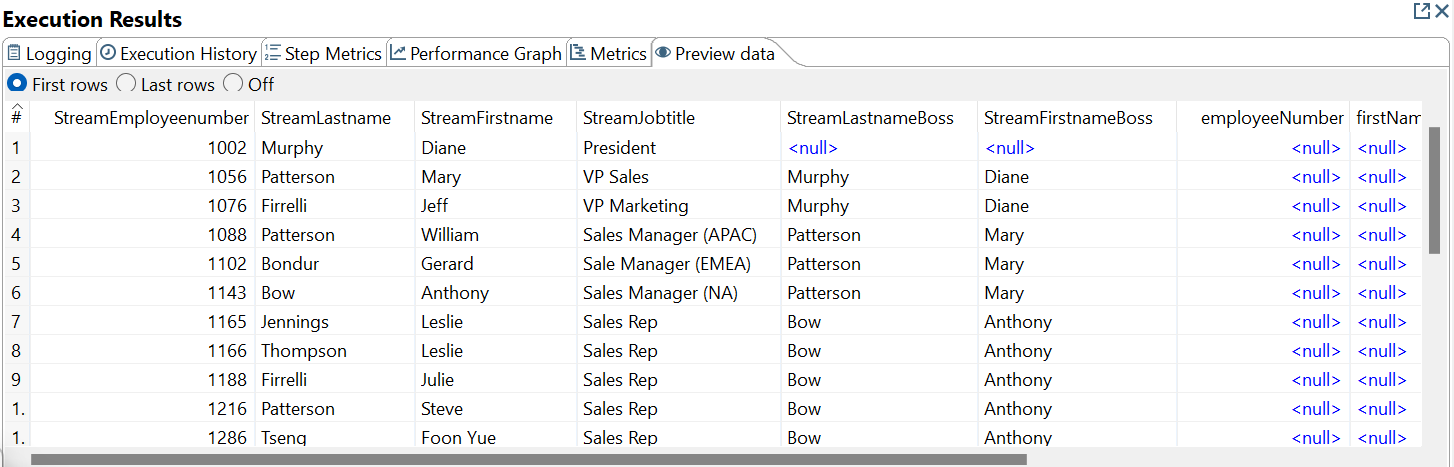 Execution Results
Logging Execution History Step Metrics Performance Graph Metrics Preview data
First rows Last rows Off
# StreamEmployeenumber StreamLastname StreamFirstname StreamJobtitle StreamLastnameBoss StreamFirstnameBoss employeeNumber firstNam
1 1002 Murphy Diane President <null> <null> <null> <null>
2 1056 Patterson Mary VP Sales Murphy Diane <null> <null>
3 1076 Firrelli Jeff VP Marketing Murphy Diane <null> <null>
4 1088 Patterson William Sales Manager (APAC) Patterson Mary <null> <null>
5 1102 Bondur Gerard Sale Manager (EMEA) Patterson Mary <null> <null>
6 1143 Bow Anthony Sales Manager (NA) Patterson Mary <null> <null>
7 1165 Jennings Leslie Sales Rep Bow Anthony <null> <null>
8 1166 Thompson Leslie Sales Rep Bow Anthony <null> <null>
9 1188 Firrelli Julie Sales Rep Bow Anthony <null> <null>
1. 1216 Patterson Steve Sales Rep Bow Anthony <null> <null>
1. 1286 Tseng Foon Yue Sales Rep Bow Anthony <null> <null>